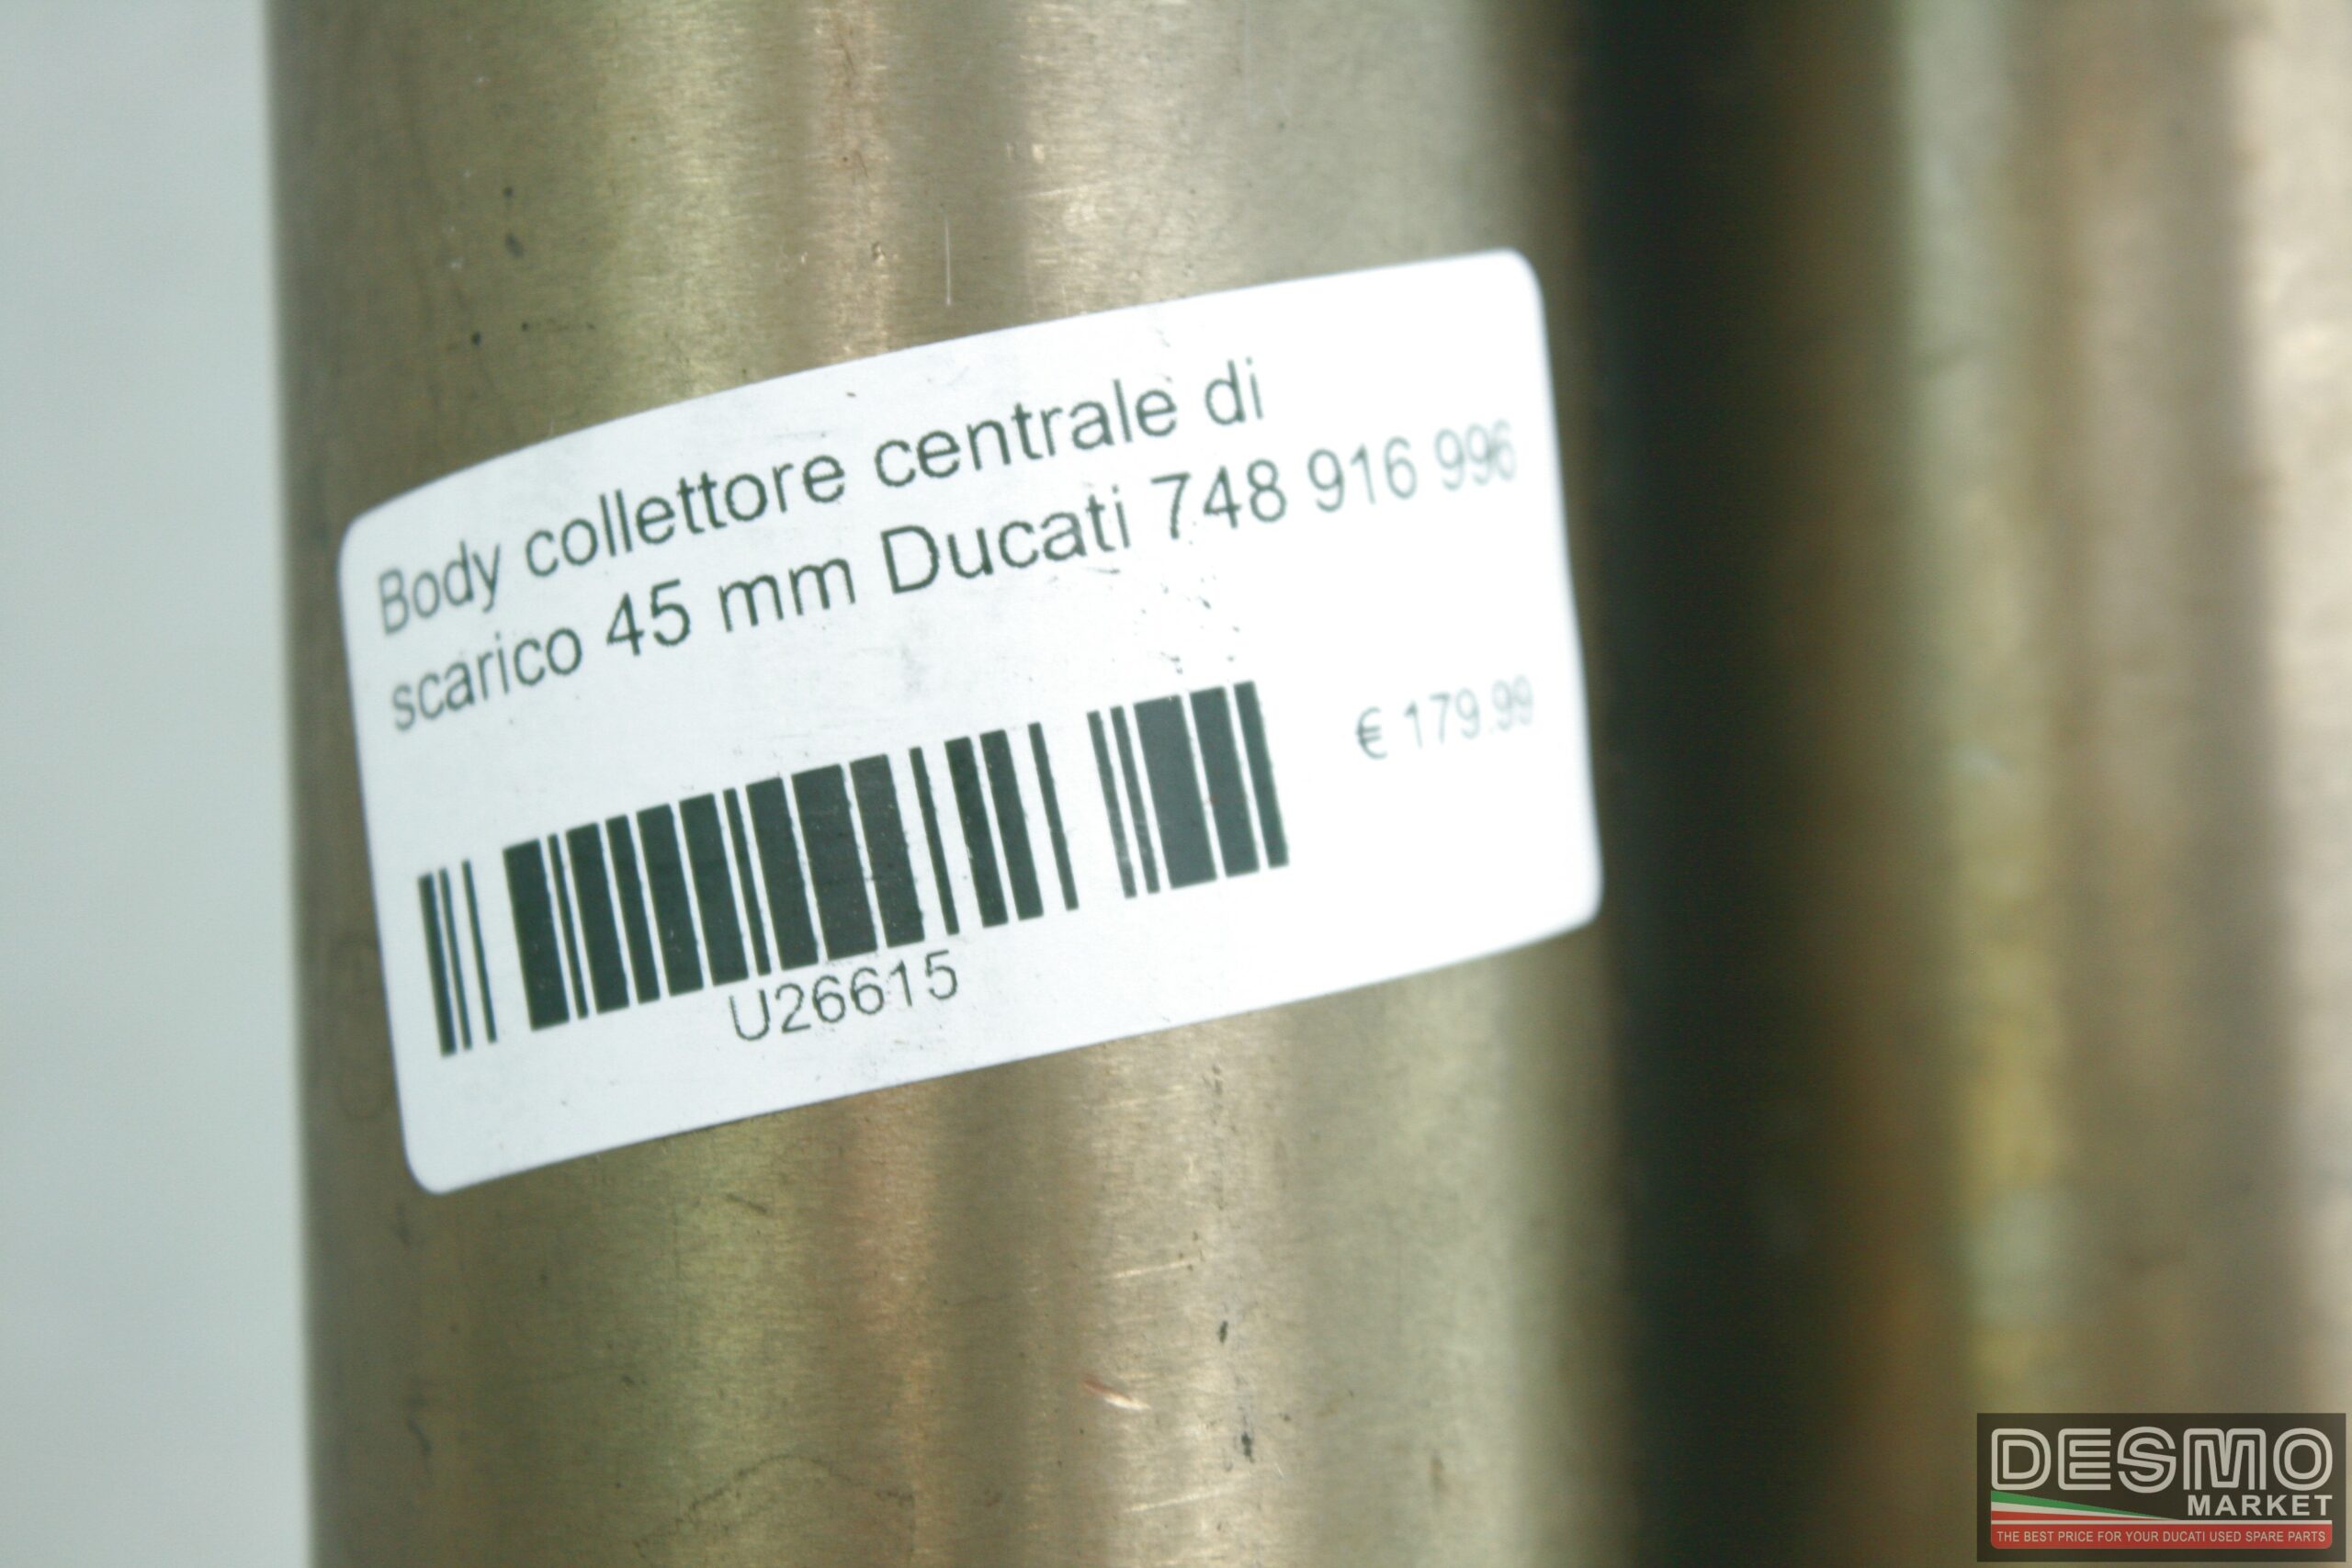 Body collettore centrale di
scarico 45 mm Ducati 748 916 996
€ 179.99
U26615
DESMO
MARKET
THE BEST PRICE FOR YOUR DUCATI USED SPARE PARTS